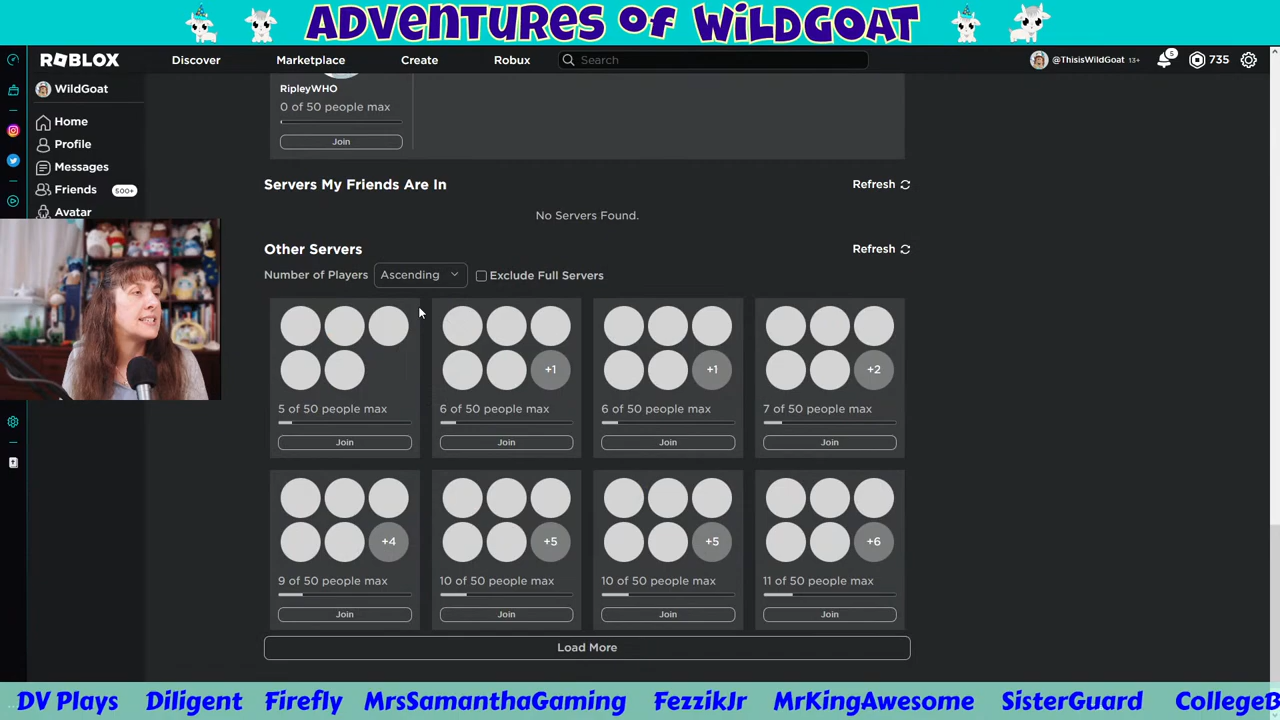 ADVENTURES OF WILDGOAT
ROBLOX Discover Marketplace Create Robux Search @ThisisWildGoat 13+ 5 735
WildGoat
Home
Profile
Messages
Friends 500+
Avatar
RipleyWHO
0 of 50 people max
Join
Servers My Friends Are In Refresh
No Servers Found.
Other Servers Refresh
Number of Players Ascending Exclude Full Servers
+1 +1 +2
5 of 50 people max 6 of 50 people max 6 of 50 people max 7 of 50 people max
Join Join Join Join
+4 +5 +5 +6
9 of 50 people max 10 of 50 people max 10 of 50 people max 11 of 50 people max
Join Join Join Join
Load More
DV Plays Diligent Firefly MrsSamanthaGaming FezzikJr MrKingAwesome SisterGuard CollegeB